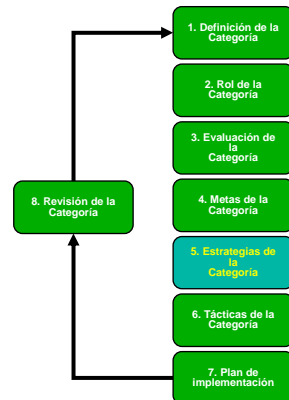 1. Definición de la
Categoría
2. Rol de la
Categoría
3. Evaluación de
la
Categoría
8. Revisión de la
Categoría
4. Metas de la
Categoría
5. Estrategias de
la
Categoría
6. Tácticas de la
Categoría
7. Plan de
implementación